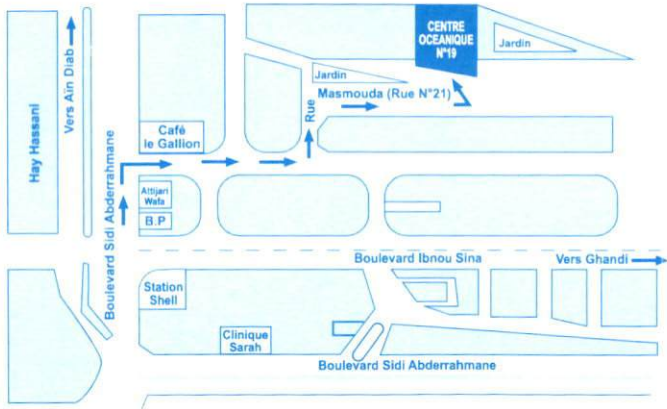 CENTRE
OCEANIQUE
N°19
Jardin
Jardin
Masmouda (Rue N°21)
Rue
Hay Hassani
Vers Ain Diab
Boulevard Sidi Abderrahmane
Café
le Gallion
Attijari
Wafa
B.P
Boulevard Ibnou Sina
Vers Ghandi
Station
Shell
Clinique
Sarah
Boulevard Sidi Abderrahmane